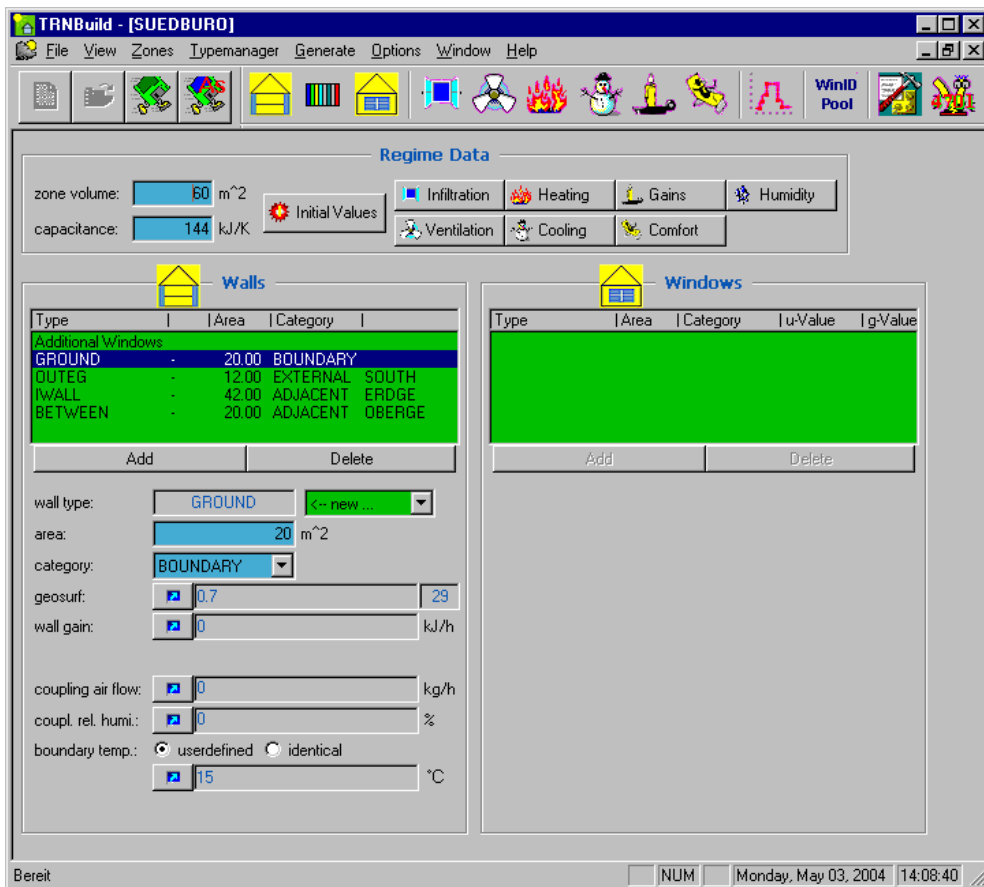 TRNBuild - [SUEDBURO]
File View Zones Typemanager Generate Options Window Help
WinID
Pool
Regime Data
zone volume: 60 m^2
capacitance: 144 kJ/K
Initial Values
Infiltration Heating Gains Humidity
Ventilation Cooling Comfort
Walls
Type | | Area | Category |
Additional Windows
GROUND - 20.00 BOUNDARY
OUTEG - 12.00 EXTERNAL SOUTH
IWALL - 42.00 ADJACENT ERDGE
BETWEEN - 20.00 ADJACENT OBERGE
Add Delete
wall type: GROUND <-- new ...
area: 20 m^2
category: BOUNDARY
geosurf: 0.7 29
wall gain: 0 kJ/h
coupling air flow: 0 kg/h
coupl. rel. humi.: 0 %
boundary temp.: userdefined identical
15 °C
Windows
Type | Area | Category | u-Value | g-Value
Add Delete
Bereit NUM Monday, May 03, 2004 14:08:40